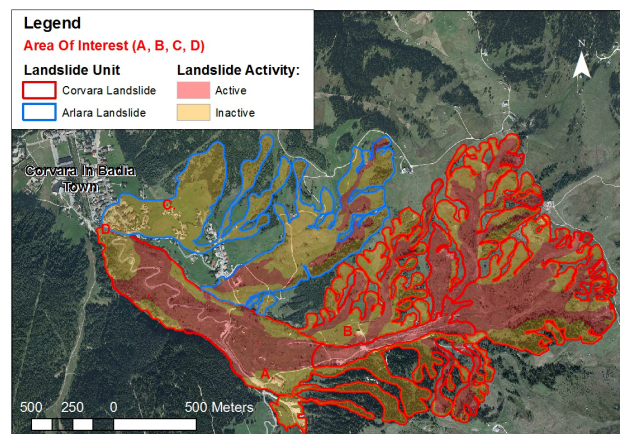 Legend
Area Of Interest (A, B, C, D)
Landslide Unit
Landslide Activity:
Corvara Landslide
Active
Arlara Landslide
Inactive
N
Corvara In Badia
Town
C
D
B
A
500 250 0 500 Meters